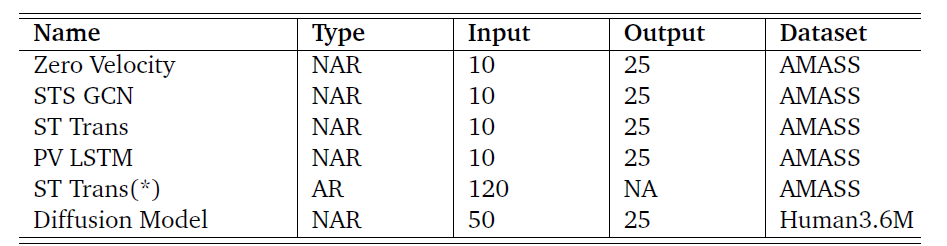 Name Type Input Output Dataset
Zero Velocity NAR 10 25 AMASS
STS GCN NAR 10 25 AMASS
ST Trans NAR 10 25 AMASS
PV LSTM NAR 10 25 AMASS
ST Trans(*) AR 120 NA AMASS
Diffusion Model NAR 50 25 Human3.6M